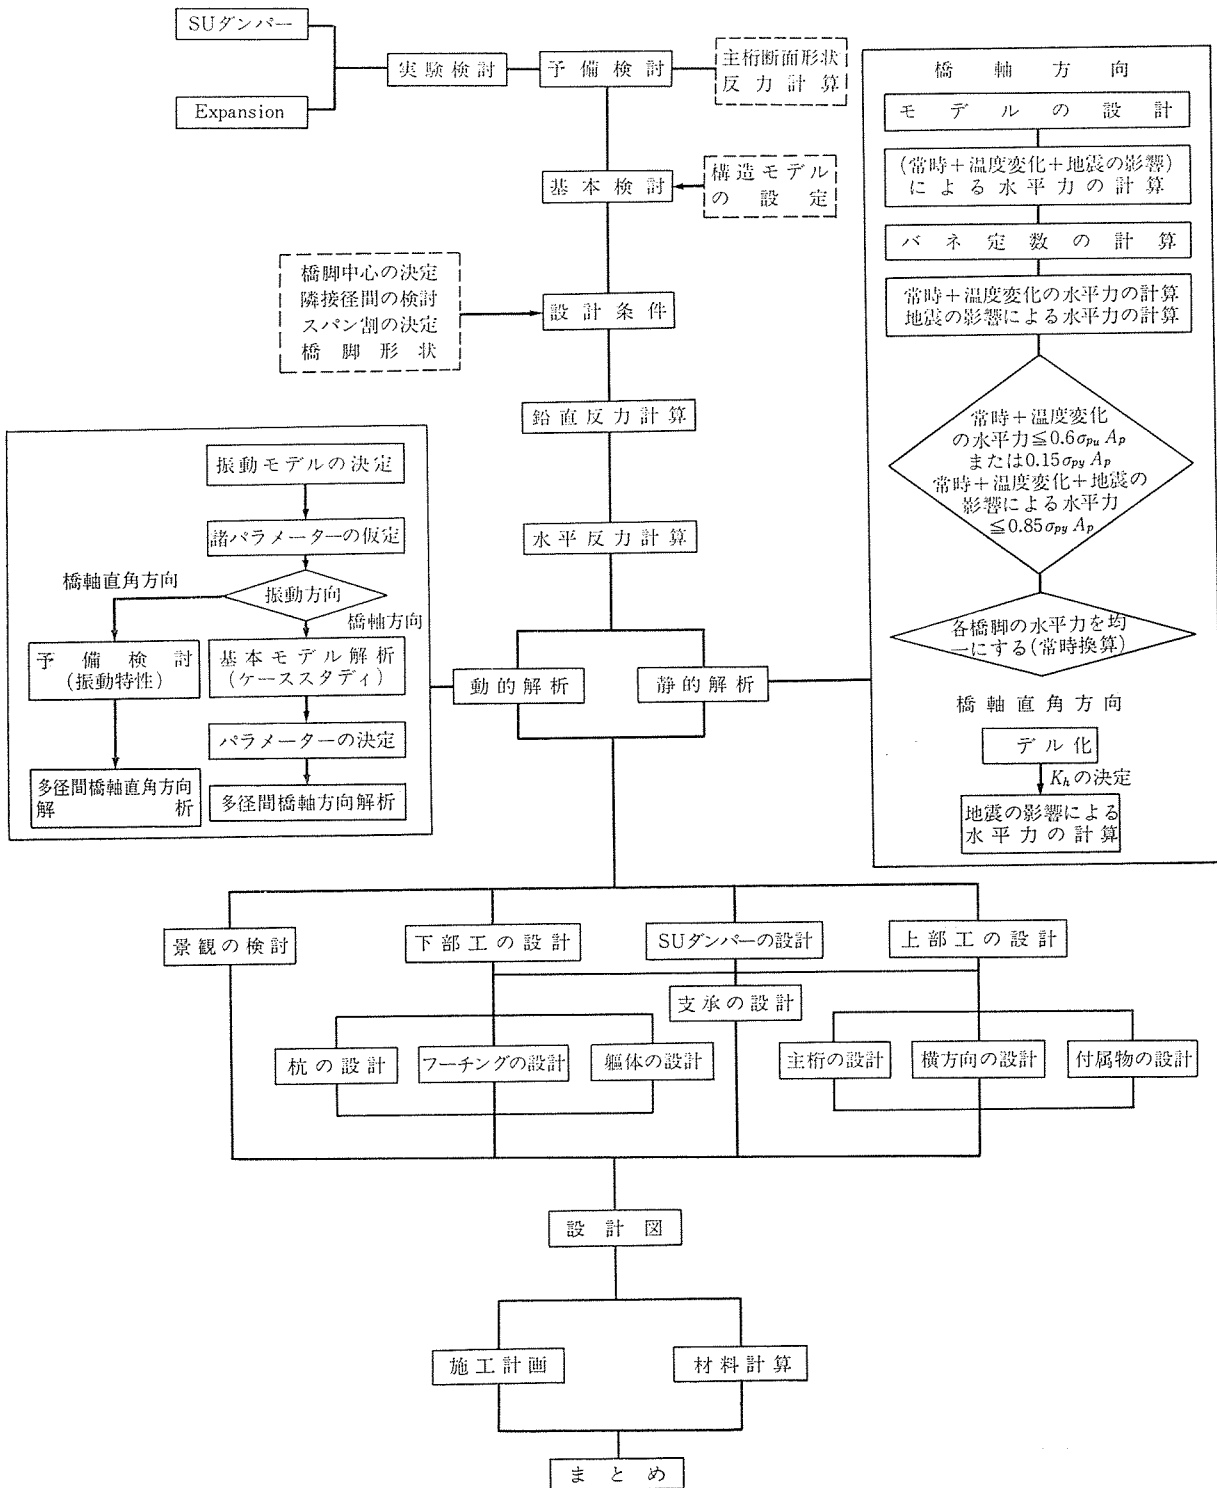 SUダンパー
Expansion
実験検討
予備検討
主桁断面形状
反力計算
基本検討
構造モデル
の設定
橋脚中心の決定
隣接径間の検討
スパン割の決定
橋脚形状
設計条件
鉛直反力計算
水平反力計算
動的解析
静的解析
振動モデルの決定
諸パラメーターの仮定
振動方向
橋軸直角方向
橋軸方向
予備検討
(振動特性)
基本モデル解析
(ケーススタディ)
パラメーターの決定
多径間橋軸直角方向
解析
多径間橋軸方向解析
橋軸方向
モデルの設計
(常時+温度変化+地震の影響)
による水平力の計算
バネ定数の計算
常時+温度変化の水平力の計算
地震の影響による水平力の計算
常時+温度変化
の水平力≦0.6σpu Ap
または0.15σpy Ap
常時+温度変化+地震の
影響による水平力
≦0.85σpy Ap
各橋脚の水平力を均
一にする(常時換算)
橋軸直角方向
デル化
Khの決定
地震の影響による
水平力の計算
景観の検討
下部工の設計
SUダンパーの設計
上部工の設計
支承の設計
杭の設計
フーチングの設計
軀体の設計
主桁の設計
横方向の設計
付属物の設計
設計図
施工計画
材料計算
まとめ